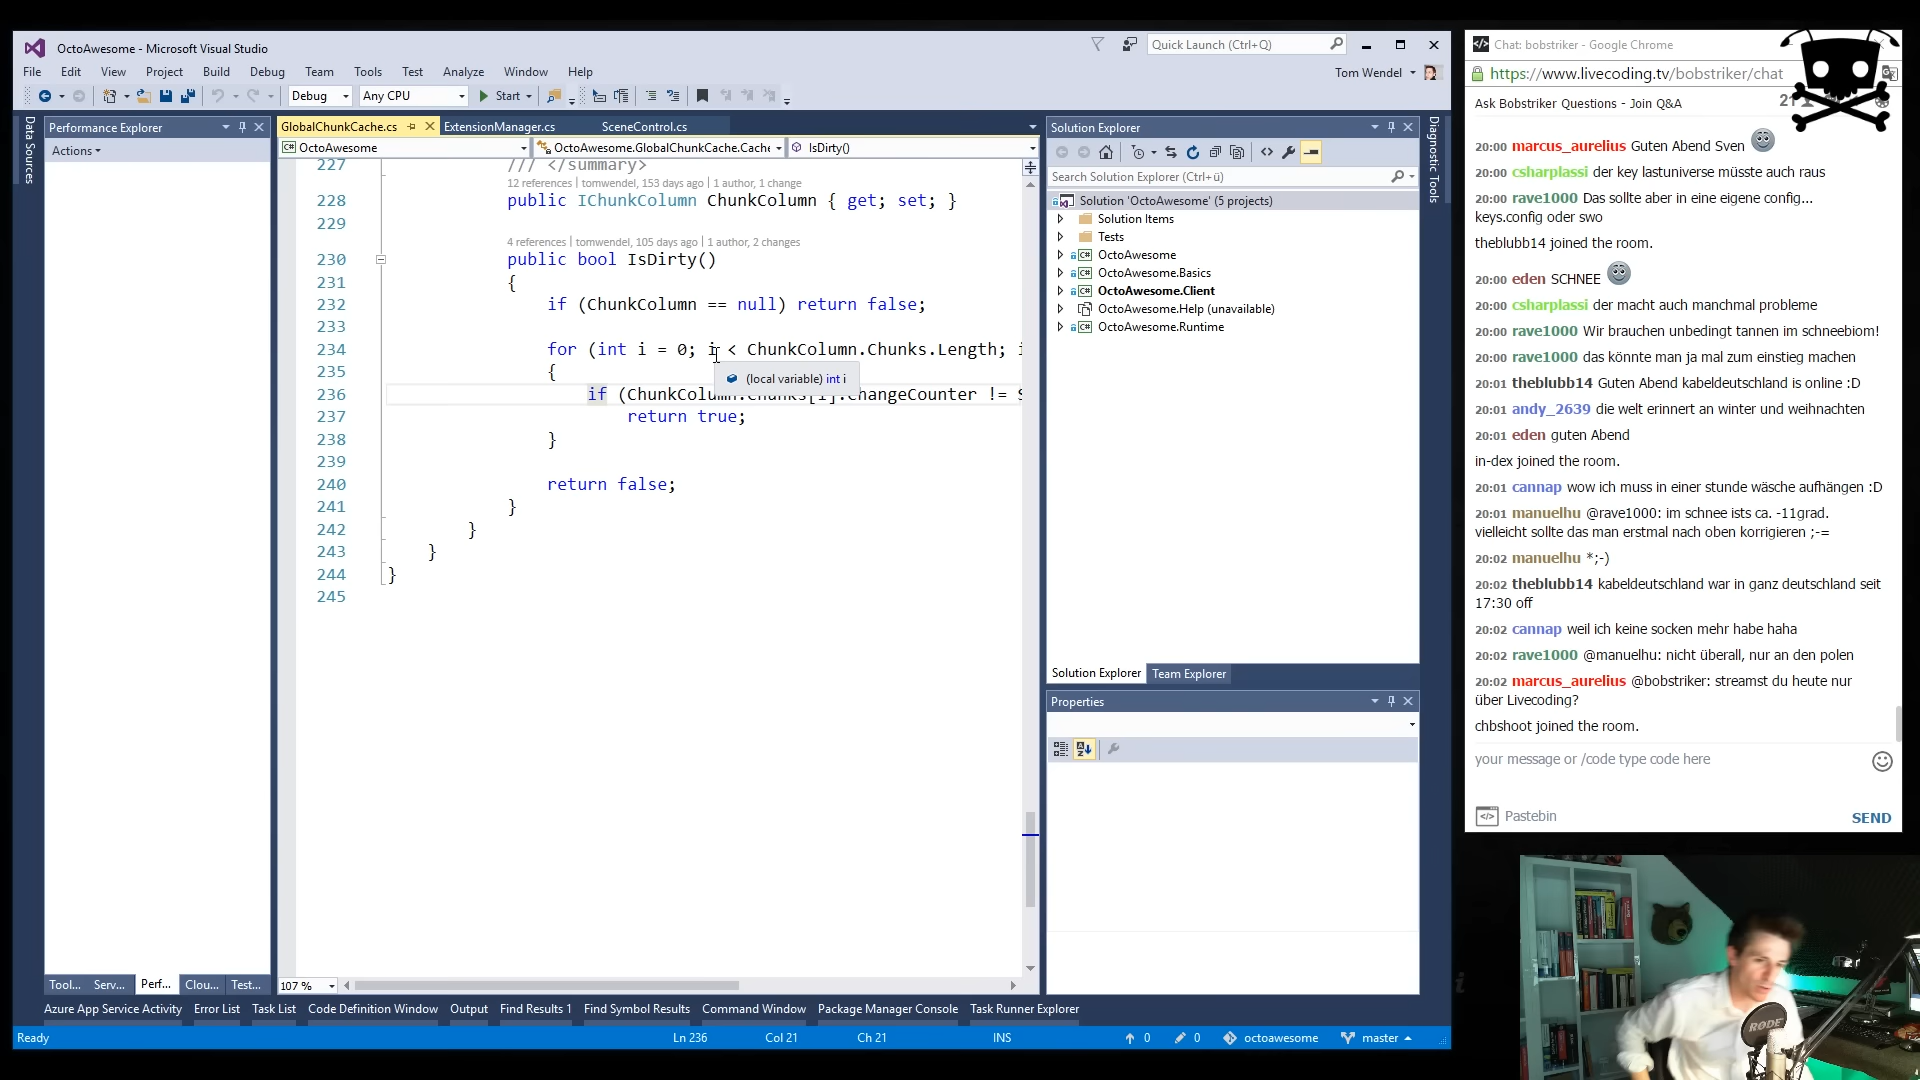 OctoAwesome - Microsoft Visual Studio
Quick Launch (Ctrl+Q)
File Edit View Project Build Debug Team Tools Test Analyze Window Help
Tom Wendel
Debug Any CPU Start
Data Sources
Performance Explorer
Actions
GlobalChunkCache.cs ExtensionManager.cs SceneControl.cs
OctoAwesome OctoAwesome.GlobalChunkCache.Cache IsDirty()
227 /// </summary>
12 references | tomwendel, 153 days ago | 1 author, 1 change
228 public IChunkColumn ChunkColumn { get; set; }
229
4 references | tomwendel, 105 days ago | 1 author, 2 changes
230 public bool IsDirty()
231 {
232 if (ChunkColumn == null) return false;
233
234 for (int i = 0; i < ChunkColumn.Chunks.Length; i
235 {
(local variable) int i
236 if (ChunkColumn.Chunks[i].ChangeCounter !=
237 return true;
238 }
239
240 return false;
241 }
242 }
243 }
244 }
245
107 %
Tool... Serv... Perf... Clou... Test...
Solution Explorer
Search Solution Explorer (Ctrl+ü)
Solution 'OctoAwesome' (5 projects)
Solution Items
Tests
OctoAwesome
OctoAwesome.Basics
OctoAwesome.Client
OctoAwesome.Help (unavailable)
OctoAwesome.Runtime
Solution Explorer Team Explorer
Properties
Diagnostic Tools
Azure App Service Activity Error List Task List Code Definition Window Output Find Results 1 Find Symbol Results Command Window Package Manager Console Task Runner Explorer
Ready Ln 236 Col 21 Ch 21 INS 0 0 octoawesome master
Chat: bobstriker - Google Chrome
https://www.livecoding.tv/bobstriker/chat
Ask Bobstriker Questions - Join Q&A
20:00 marcus_aurelius Guten Abend Sven
20:00 csharplassi der key lastuniverse müsste auch raus
20:00 rave1000 Das sollte aber in eine eigene config...
keys.config oder swo
theblubb14 joined the room.
20:00 eden SCHNEE
20:00 csharplassi der macht auch manchmal probleme
20:00 rave1000 Wir brauchen unbedingt tannen im schneebiom!
20:00 rave1000 das könnte man ja mal zum einstieg machen
20:01 theblubb14 Guten Abend kabeldeutschland is online :D
20:01 andy_2639 die welt erinnert an winter und weihnachten
20:01 eden guten Abend
in-dex joined the room.
20:01 cannap wow ich muss in einer stunde wäsche aufhängen :D
20:01 manuelhu @rave1000: im schnee ists ca. -11grad.
vielleicht sollte das man erstmal nach oben korrigieren ;-=
20:02 manuelhu *;-)
20:02 theblubb14 kabeldeutschland war in ganz deutschland seit
17:30 off
20:02 cannap weil ich keine socken mehr habe haha
20:02 rave1000 @manuelhu: nicht überall, nur an den polen
20:02 marcus_aurelius @bobstriker: streamst du heute nur
über Livecoding?
chbshoot joined the room.
your message or /code type code here
Pastebin SEND
RODE